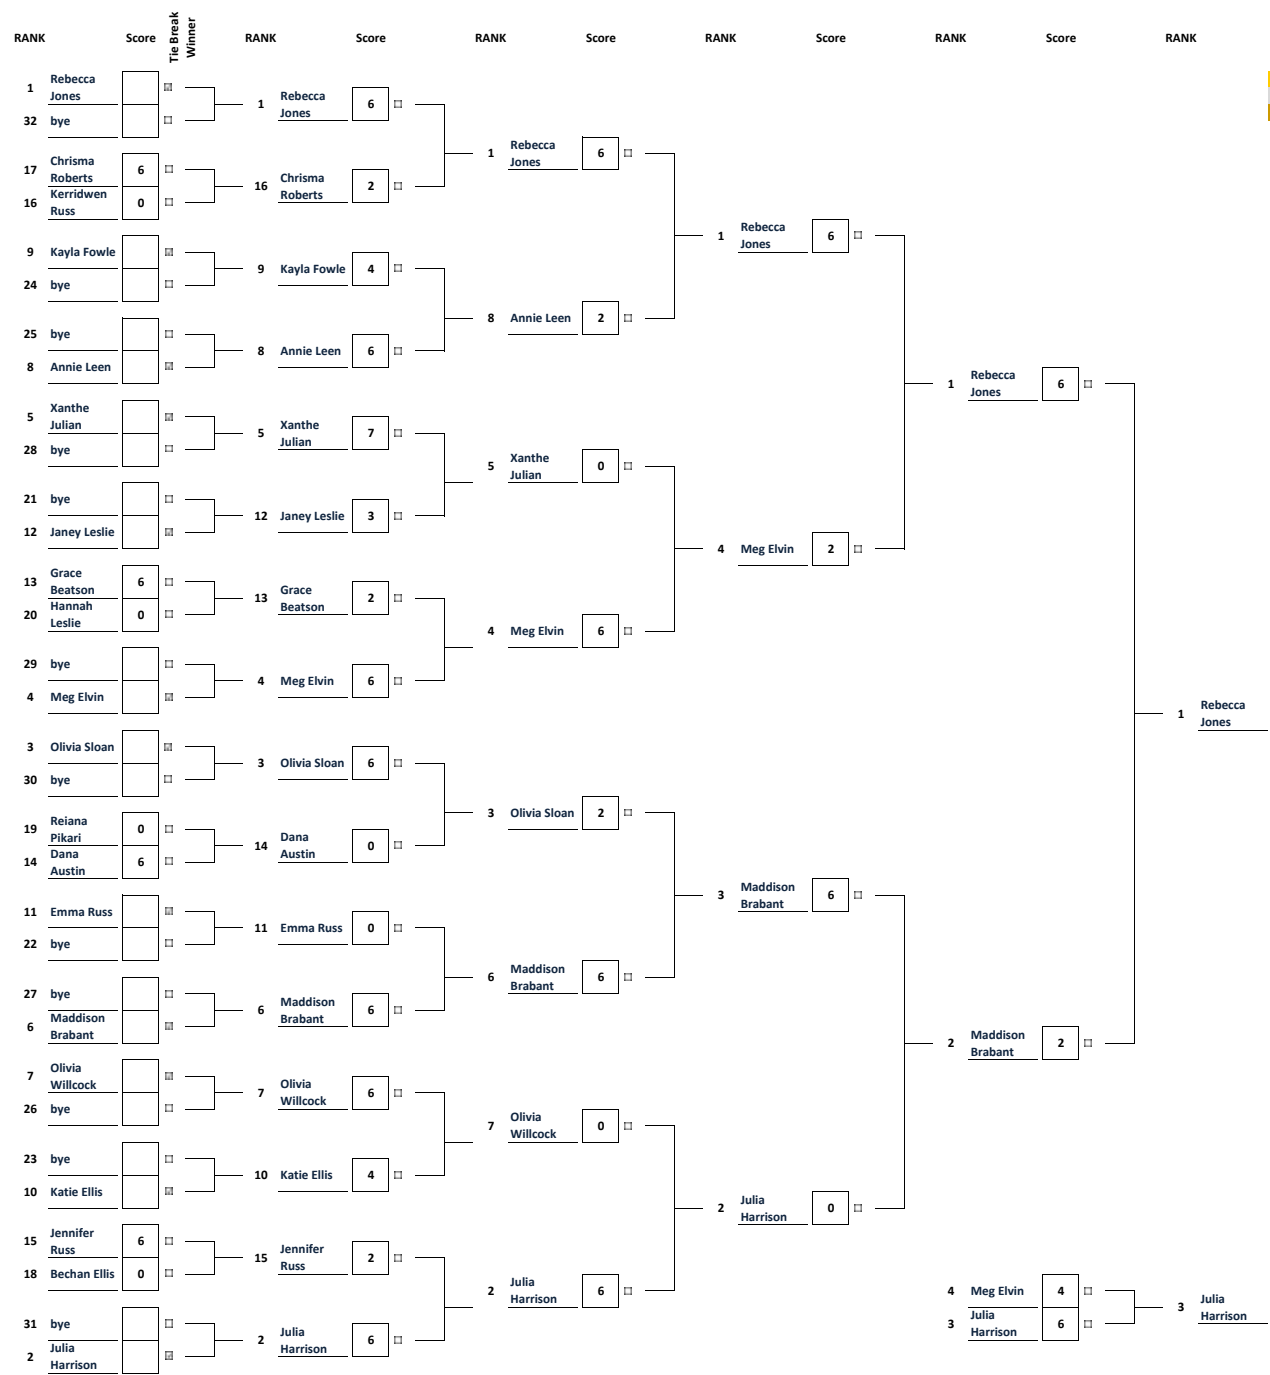 RANK Score Tie Break Winner RANK Score RANK Score RANK Score RANK Score RANK
1 Rebecca Jones
32 bye
17 Chrisma Roberts 6
16 Kerridwen Russ 0
9 Kayla Fowle
24 bye
25 bye
8 Annie Leen
5 Xanthe Julian
28 bye
21 bye
12 Janey Leslie
13 Grace Beatson 6
20 Hannah Leslie 0
29 bye
4 Meg Elvin
3 Olivia Sloan
30 bye
19 Reiana Pikari 0
14 Dana Austin 6
11 Emma Russ
22 bye
27 bye
6 Maddison Brabant
7 Olivia Willcock
26 bye
23 bye
10 Katie Ellis
15 Jennifer Russ 6
18 Bechan Ellis 0
31 bye
2 Julia Harrison
1 Rebecca Jones 6
16 Chrisma Roberts 2
9 Kayla Fowle 4
8 Annie Leen 6
5 Xanthe Julian 7
12 Janey Leslie 3
13 Grace Beatson 2
4 Meg Elvin 6
3 Olivia Sloan 6
14 Dana Austin 0
11 Emma Russ 0
6 Maddison Brabant 6
7 Olivia Willcock 6
10 Katie Ellis 4
15 Jennifer Russ 2
2 Julia Harrison 6
1 Rebecca Jones 6
8 Annie Leen 2
5 Xanthe Julian 0
4 Meg Elvin 6
3 Olivia Sloan 2
6 Maddison Brabant 6
7 Olivia Willcock 0
2 Julia Harrison 6
1 Rebecca Jones 6
4 Meg Elvin 2
3 Maddison Brabant 6
2 Julia Harrison 0
1 Rebecca Jones 6
2 Maddison Brabant 2
4 Meg Elvin 4
3 Julia Harrison 6
1 Rebecca Jones
3 Julia Harrison